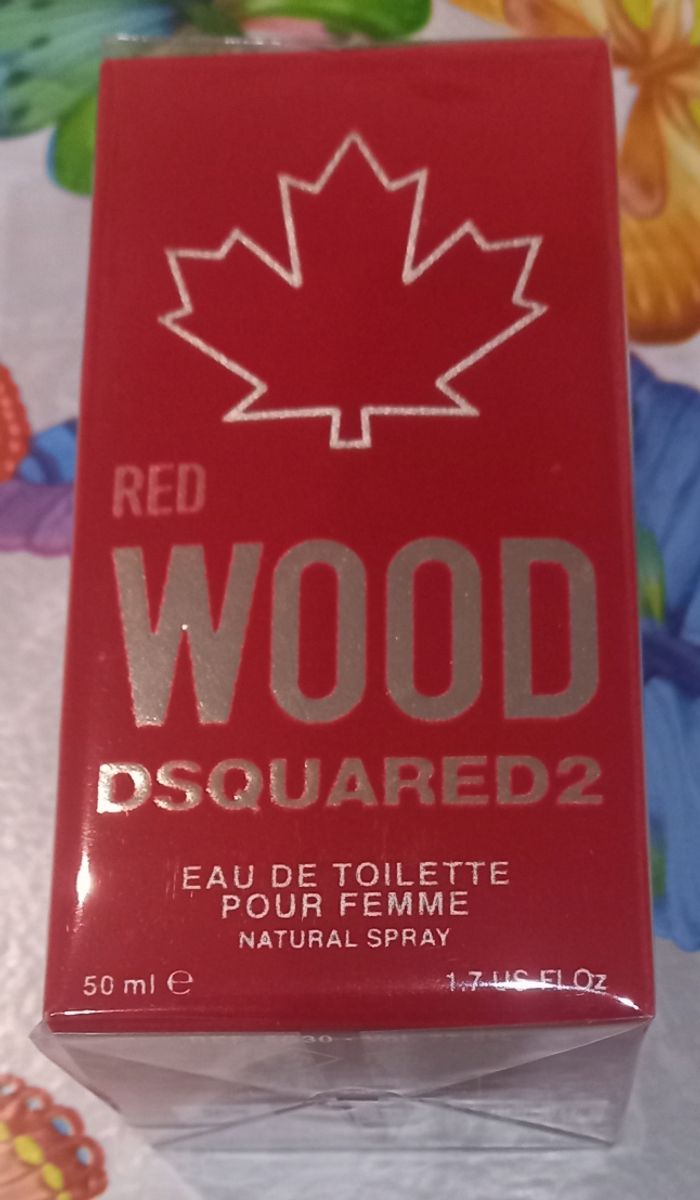 RED
WOOD
DSQUARED2
EAU DE TOILETTE
POUR FEMME
NATURAL SPRAY
50 ml ℮ 1.7 US Fl Oz